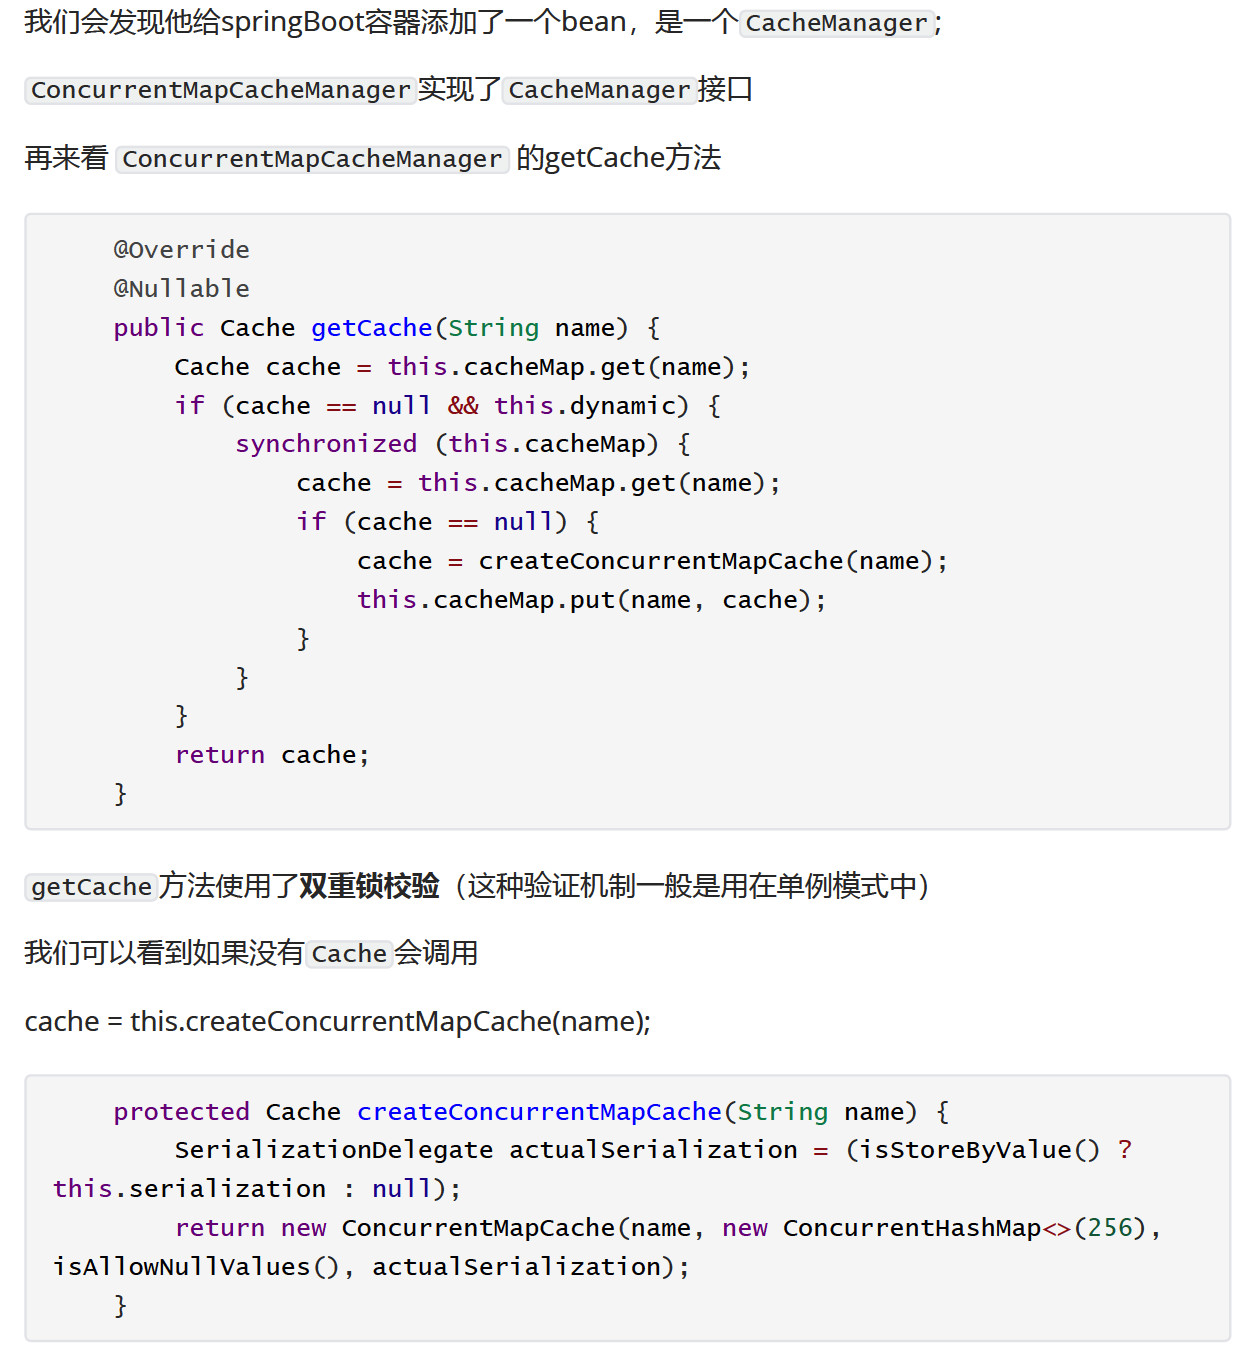 我们会发现他给springBoot容器添加了一个bean，是一个CacheManager;
ConcurrentMapCacheManager实现了CacheManager接口
再来看 ConcurrentMapCacheManager 的getCache方法
@Override
@Nullable
public Cache getCache(String name) {
Cache cache = this.cacheMap.get(name);
if (cache == null && this.dynamic) {
synchronized (this.cacheMap) {
cache = this.cacheMap.get(name);
if (cache == null) {
cache = createConcurrentMapCache(name);
this.cacheMap.put(name, cache);
}
}
}
return cache;
}
getCache方法使用了双重锁校验（这种验证机制一般是用在单例模式中）
我们可以看到如果没有Cache会调用
cache = this.createConcurrentMapCache(name);
protected Cache createConcurrentMapCache(String name) {
SerializationDelegate actualSerialization = (isStoreByValue() ?
this.serialization : null);
return new ConcurrentMapCache(name, new ConcurrentHashMap<>(256),
isAllowNullValues(), actualSerialization);
}